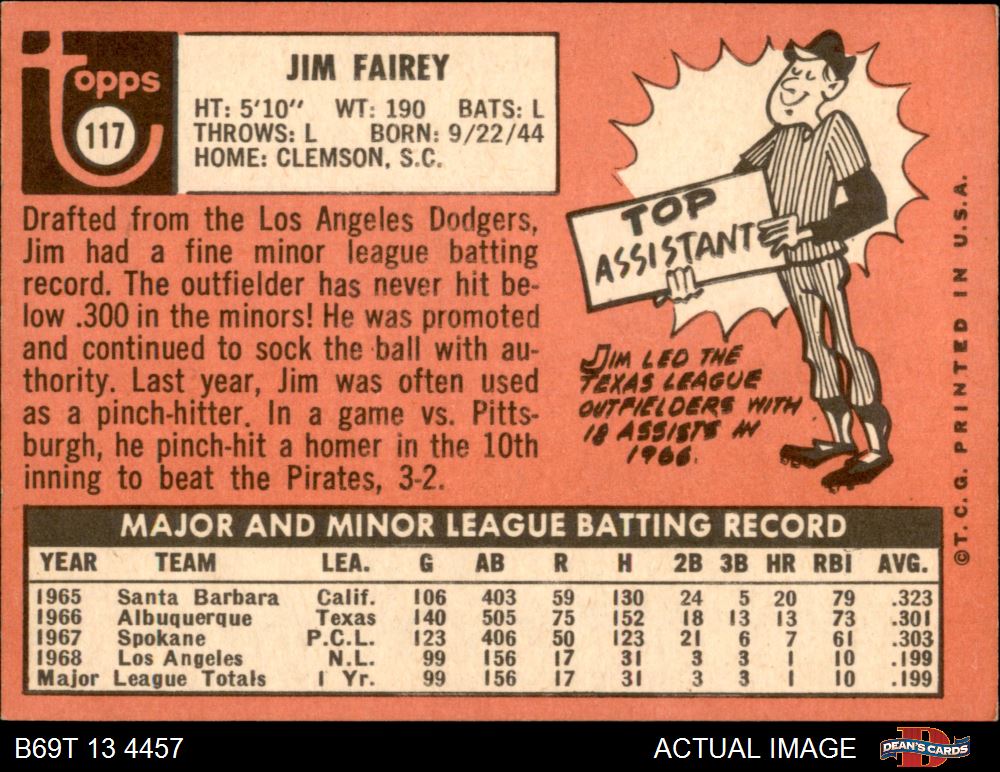 topps
117
JIM FAIREY
HT: 5'10" WT: 190 BATS: L
THROWS: L BORN: 9/22/44
HOME: CLEMSON, S.C.
Drafted from the Los Angeles Dodgers,
Jim had a fine minor league batting
record. The outfielder has never hit be-
low .300 in the minors! He was promoted
and continued to sock the ball with au-
thority. Last year, Jim was often used
as a pinch-hitter. In a game vs. Pitts-
burgh, he pinch-hit a homer in the 10th
inning to beat the Pirates, 3-2.
TOP
ASSISTANT
JIM LED THE
TEXAS LEAGUE
OUTFIELDERS WITH
18 ASSISTS IN
1966.
©T.C.G. PRINTED IN U.S.A.
MAJOR AND MINOR LEAGUE BATTING RECORD
YEAR TEAM LEA. G AB R H 2B 3B HR RBI AVG.
1965 Santa Barbara Calif. 106 403 59 130 24 5 20 79 .323
1966 Albuquerque Texas 140 505 75 152 18 13 13 73 .301
1967 Spokane P.C.L. 123 406 50 123 21 6 7 61 .303
1968 Los Angeles N.L. 99 156 17 31 3 3 1 10 .199
Major League Totals 1 Yr. 99 156 17 31 3 3 1 10 .199
B69T 13 4457
ACTUAL IMAGE
DEAN'S CARDS